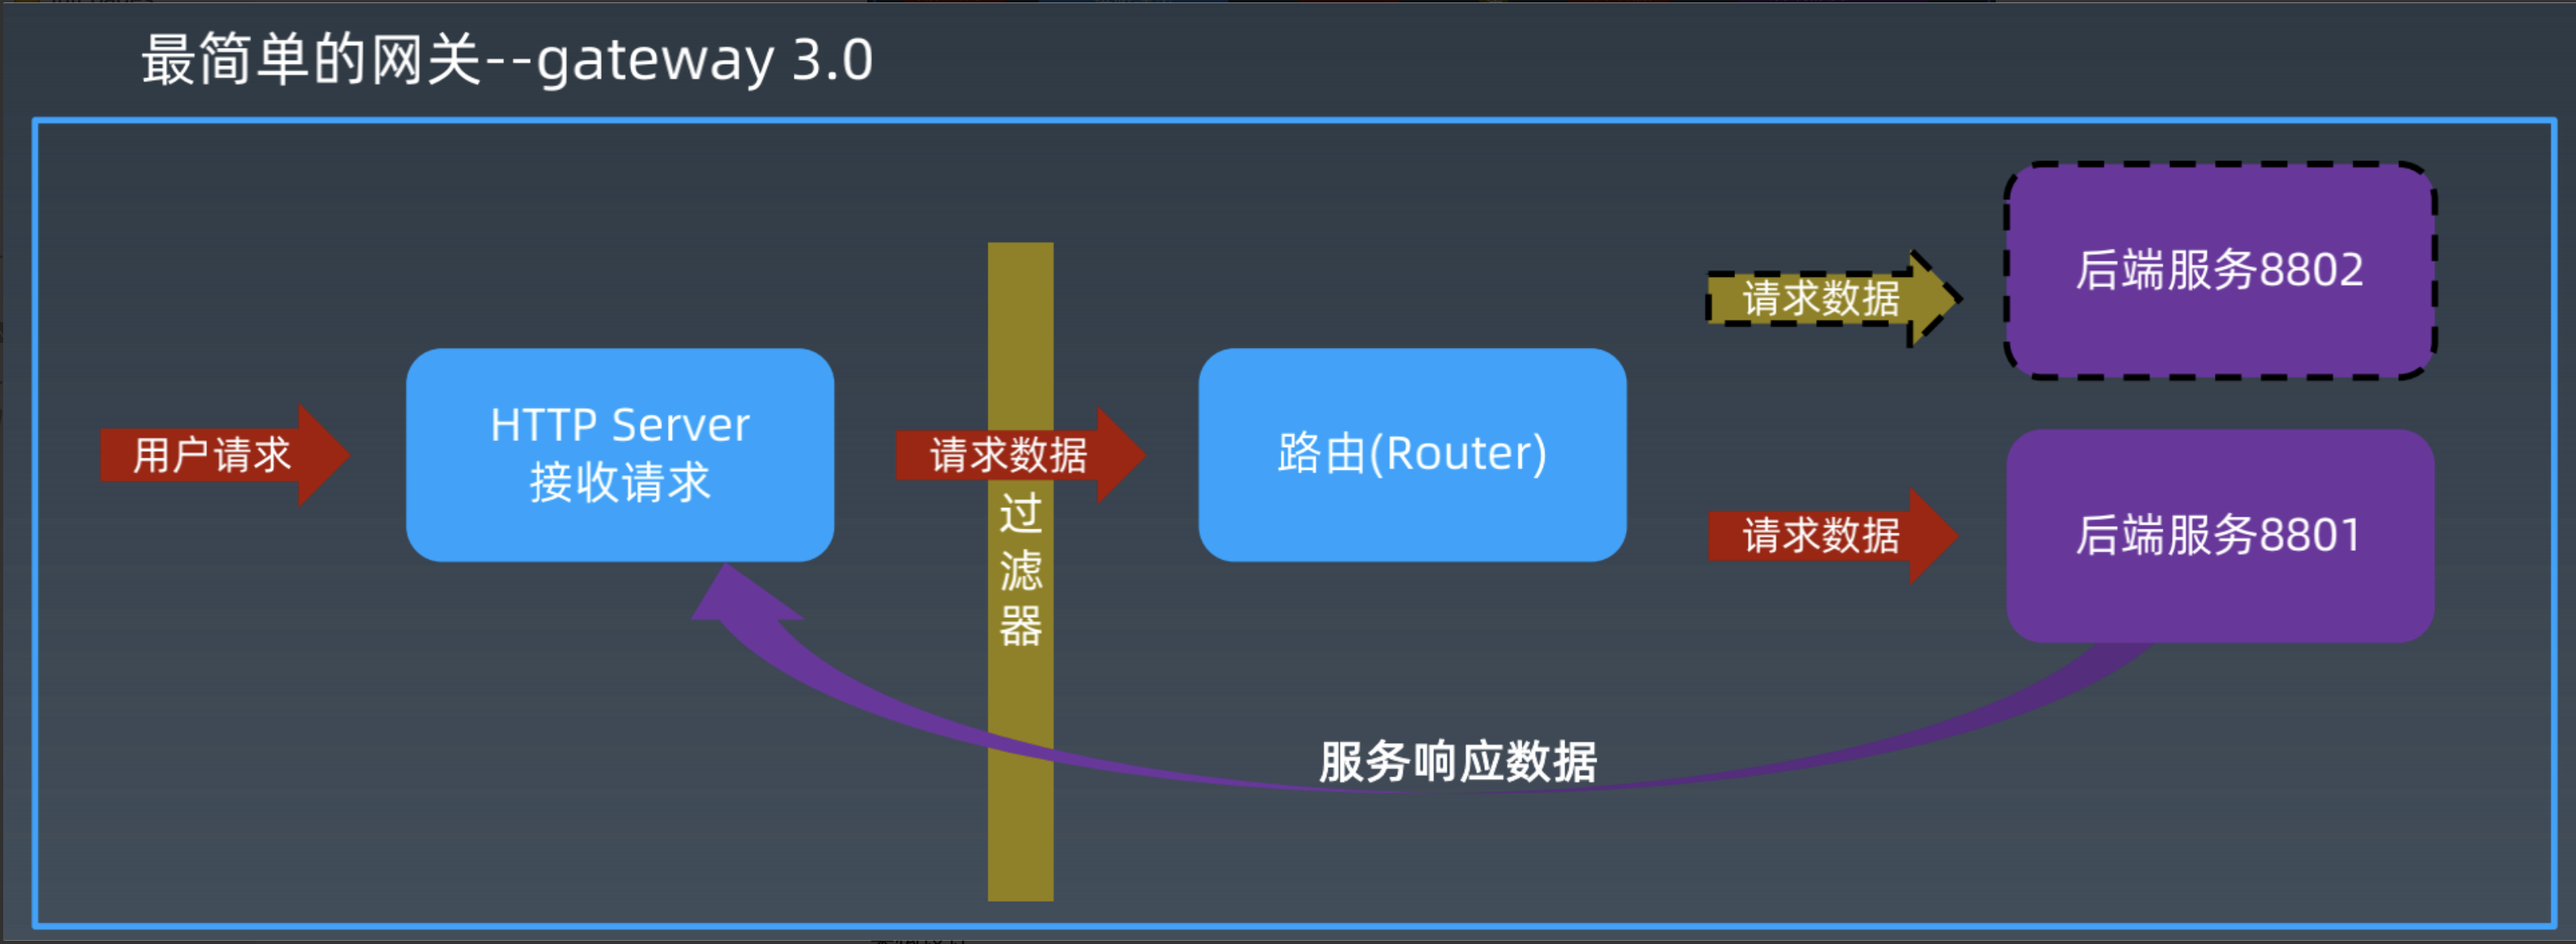 最简单的网关--gateway 3.0
用户请求
HTTP Server
接收请求
请求数据
过
滤
器
路由(Router)
请求数据
后端服务8802
请求数据
后端服务8801
服务响应数据